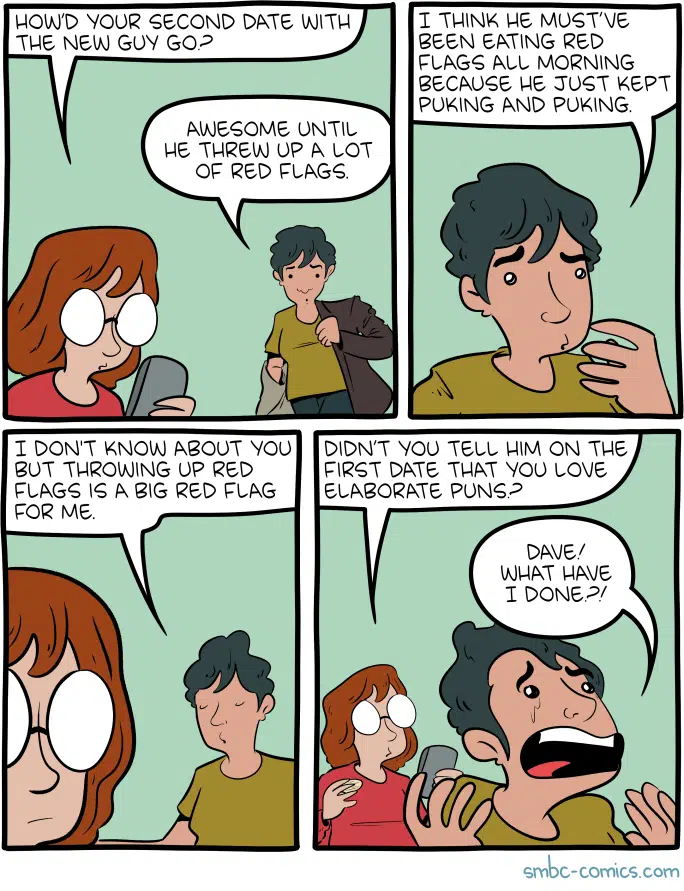 HOW'D YOUR SECOND DATE WITH
THE NEW GUY GO?
AWESOME UNTIL
HE THREW UP A LOT
OF RED FLAGS.
I THINK HE MUST'VE
BEEN EATING RED
FLAGS ALL MORNING
BECAUSE HE JUST KEPT
PUKING AND PUKING.
I DON'T KNOW ABOUT YOU
BUT THROWING UP RED
FLAGS IS A BIG RED FLAG
FOR ME.
DIDN'T YOU TELL HIM ON THE
FIRST DATE THAT YOU LOVE
ELABORATE PUNS?
DAVE!
WHAT HAVE
I DONE?!
smbc-comics.com